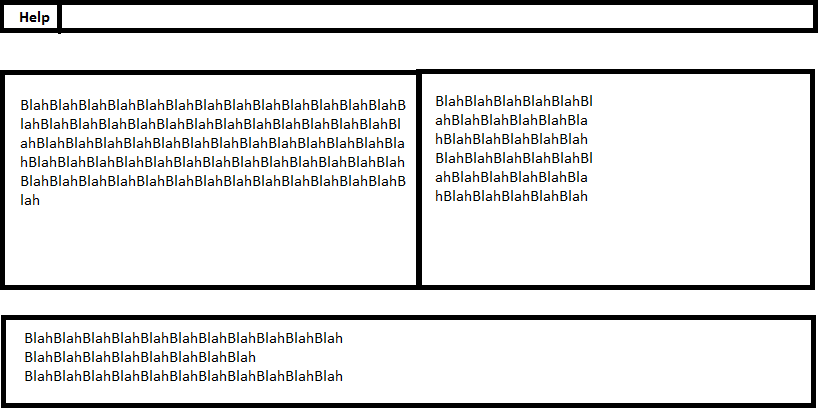 Help
BlahBlahBlahBlahBlahBlahBlahBlahBlahBlahBlahBlahBlahB
lahBlahBlahBlahBlahBlahBlahBlahBlahBlahBlahBlahBlahBl
ahBlahBlahBlahBlahBlahBlahBlahBlahBlahBlahBlahBlahBla
hBlahBlahBlahBlahBlahBlahBlahBlahBlahBlahBlahBlahBlah
BlahBlahBlahBlahBlahBlahBlahBlahBlahBlahBlahBlahBlahB
lah
BlahBlahBlahBlahBlahBl
ahBlahBlahBlahBlahBla
hBlahBlahBlahBlahBlah
BlahBlahBlahBlahBlahBl
ahBlahBlahBlahBlahBla
hBlahBlahBlahBlahBlah
BlahBlahBlahBlahBlahBlahBlahBlahBlahBlahBlah
BlahBlahBlahBlahBlahBlahBlahBlah
BlahBlahBlahBlahBlahBlahBlahBlahBlahBlahBlah